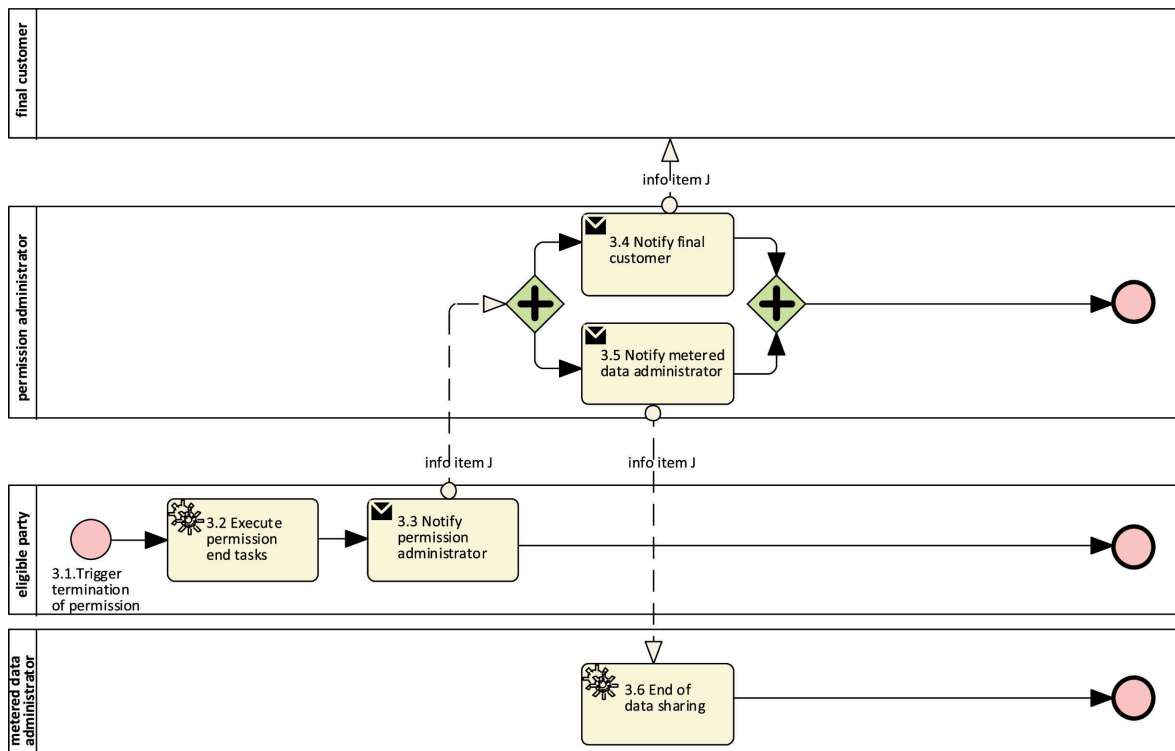 final customer
info item J
permission administrator
3.4 Notify final
customer
3.5 Notify metered
data administrator
info item J
info item J
eligible party
3.1.Trigger
termination
of permission
3.2 Execute
permission
end tasks
3.3 Notify
permission
administrator
metered data
administrator
3.6 End of
data sharing